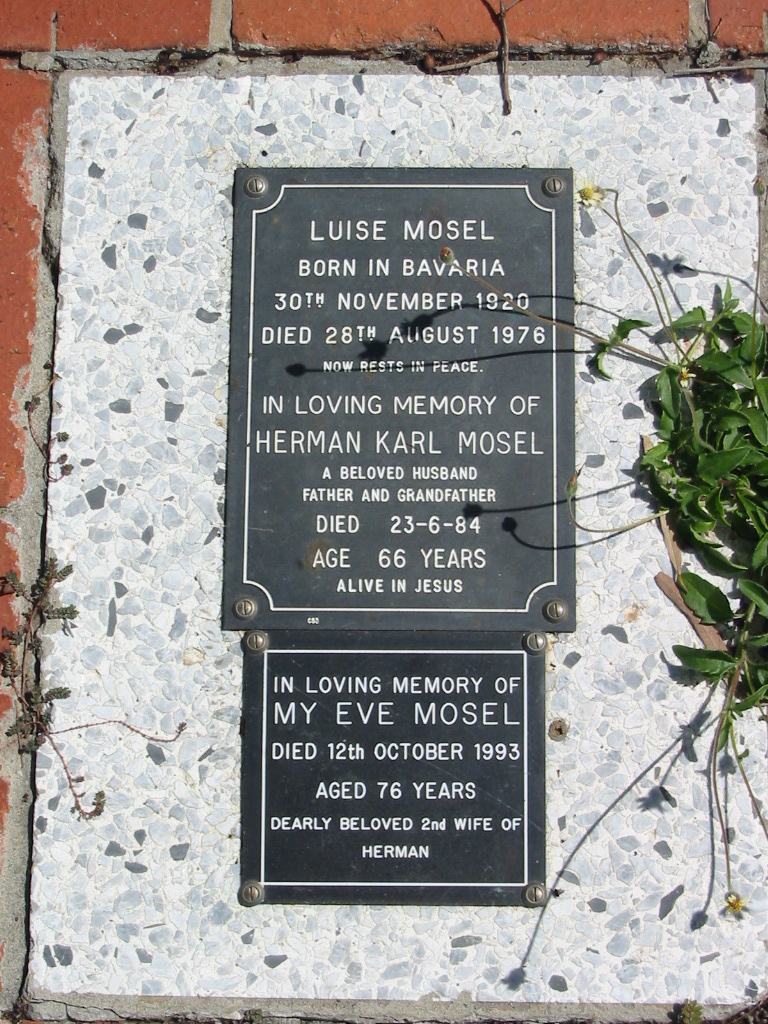 LUISE MOSEL
BORN IN BAVARIA
30TH NOVEMBER 1920
DIED 28TH AUGUST 1976
NOW RESTS IN PEACE.
IN LOVING MEMORY OF
HERMAN KARL MOSEL
A BELOVED HUSBAND
FATHER AND GRANDFATHER
DIED 23-6-84
AGE 66 YEARS
ALIVE IN JESUS
IN LOVING MEMORY OF
MY EVE MOSEL
DIED 12th OCTOBER 1993
AGED 76 YEARS
DEARLY BELOVED 2nd WIFE OF
HERMAN